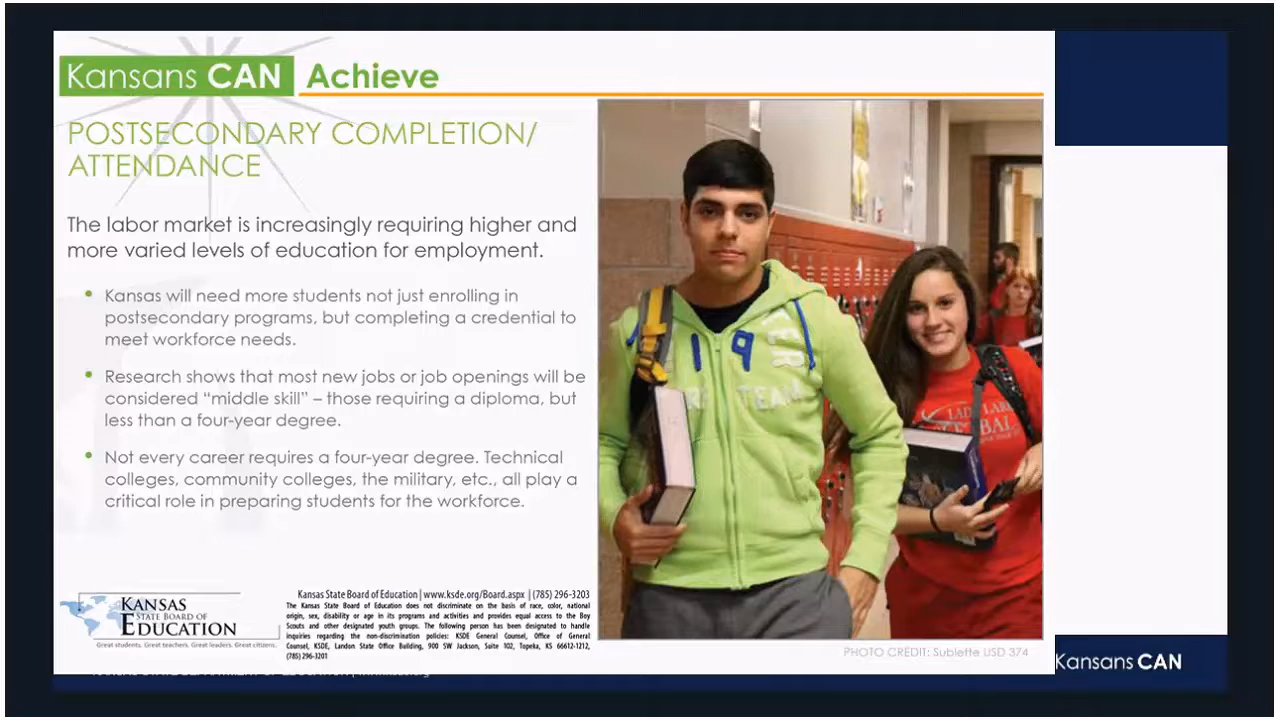 Kansans CAN Achieve
POSTSECONDARY COMPLETION/
ATTENDANCE
The labor market is increasingly requiring higher and
more varied levels of education for employment.
• Kansas will need more students not just enrolling in
postsecondary programs, but completing a credential to
meet workforce needs.
• Research shows that most new jobs or job openings will be
considered “middle skill” – those requiring a diploma, but
less than a four-year degree.
• Not every career requires a four-year degree. Technical
colleges, community colleges, the military, etc., all play a
critical role in preparing students for the workforce.
KANSAS
STATE BOARD OF
EDUCATION
Great students. Great teachers. Great leaders. Great citizens.
Kansas State Board of Education | www.ksde.org/Board.aspx | (785) 296-3203
The Kansas State Board of Education does not discriminate on the basis of race, color, national
origin, sex, disability or age in its programs and activities and provides equal access to the Boy
Scouts and other designated youth groups. The following person has been designated to handle
inquiries regarding the non-discrimination policies: KSDE General Counsel, Office of General
Counsel, KSDE, Landon State Office Building, 900 SW Jackson, Suite 102, Topeka, KS 66612-1212,
(785) 296-3201
PHOTO CREDIT: Sublette USD 374
Kansans CAN